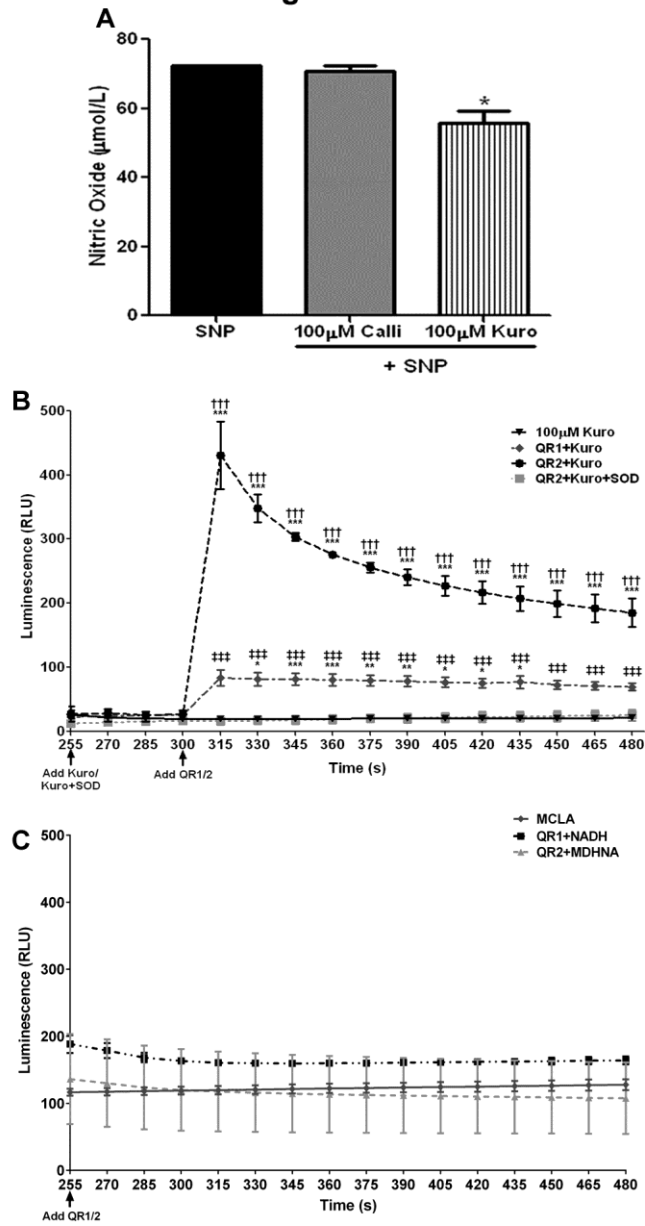 A
Nitric Oxide (µmol/L)
80
60
40
20
0
*
SNP
100µM Calli
100µM Kuro
+ SNP
B
Luminescence (RLU)
500
400
300
200
100
0
100µM Kuro
QR1+Kuro
QR2+Kuro
QR2+Kuro+SOD
†††
***
†††
***
†††
***
†††
***
†††
***
†††
***
†††
***
†††
***
†††
***
†††
***
†††
***
†††
***
‡‡‡
‡‡‡
*
‡‡‡
***
‡‡‡
***
‡‡‡
**
‡‡‡
**
‡‡‡
*
‡‡‡
*
‡‡‡
*
‡‡‡
‡‡‡
‡‡‡
255 270 285 300 315 330 345 360 375 390 405 420 435 450 465 480
Add Kuro/
Kuro+SOD
Add QR1/2
Time (s)
C
Luminescence (RLU)
500
400
300
200
100
0
MCLA
QR1+NADH
QR2+MDHNA
255 270 285 300 315 330 345 360 375 390 405 420 435 450 465 480
Add QR1/2
Time (s)